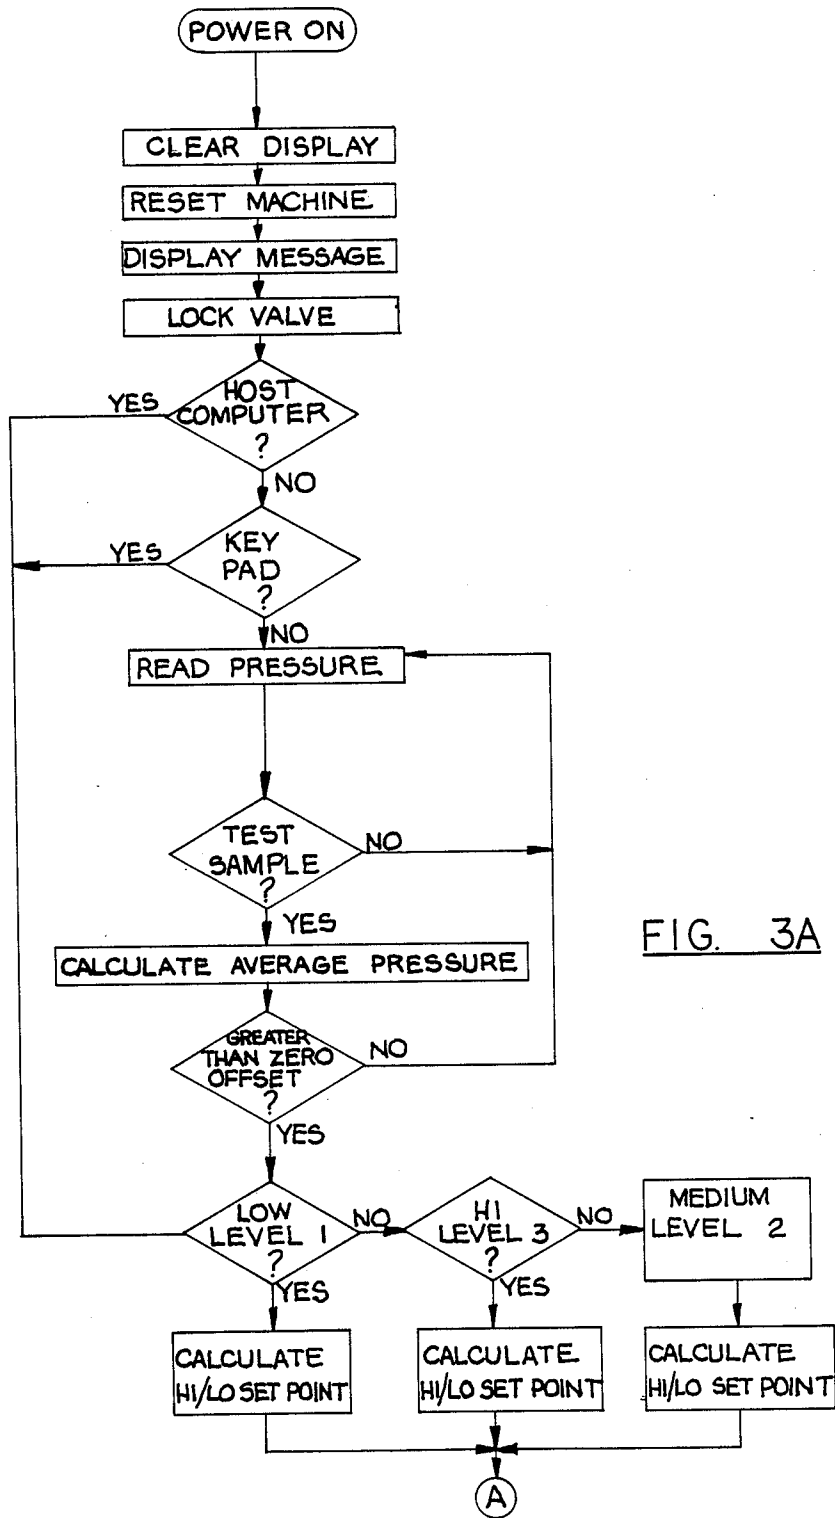 POWER ON
CLEAR DISPLAY
RESET MACHINE
DISPLAY MESSAGE
LOCK VALVE
HOST
COMPUTER
?
YES
NO
KEY
PAD
?
YES
NO
READ PRESSURE
TEST
SAMPLE
?
NO
YES
CALCULATE AVERAGE PRESSURE
FIG. 3A
GREATER
THAN ZERO
OFFSET
?
NO
YES
LOW
LEVEL 1
?
NO
YES
HI
LEVEL 3
?
NO
YES
MEDIUM
LEVEL 2
CALCULATE
HI/LO SET POINT
CALCULATE
HI/LO SET POINT
CALCULATE
HI/LO SET POINT
A